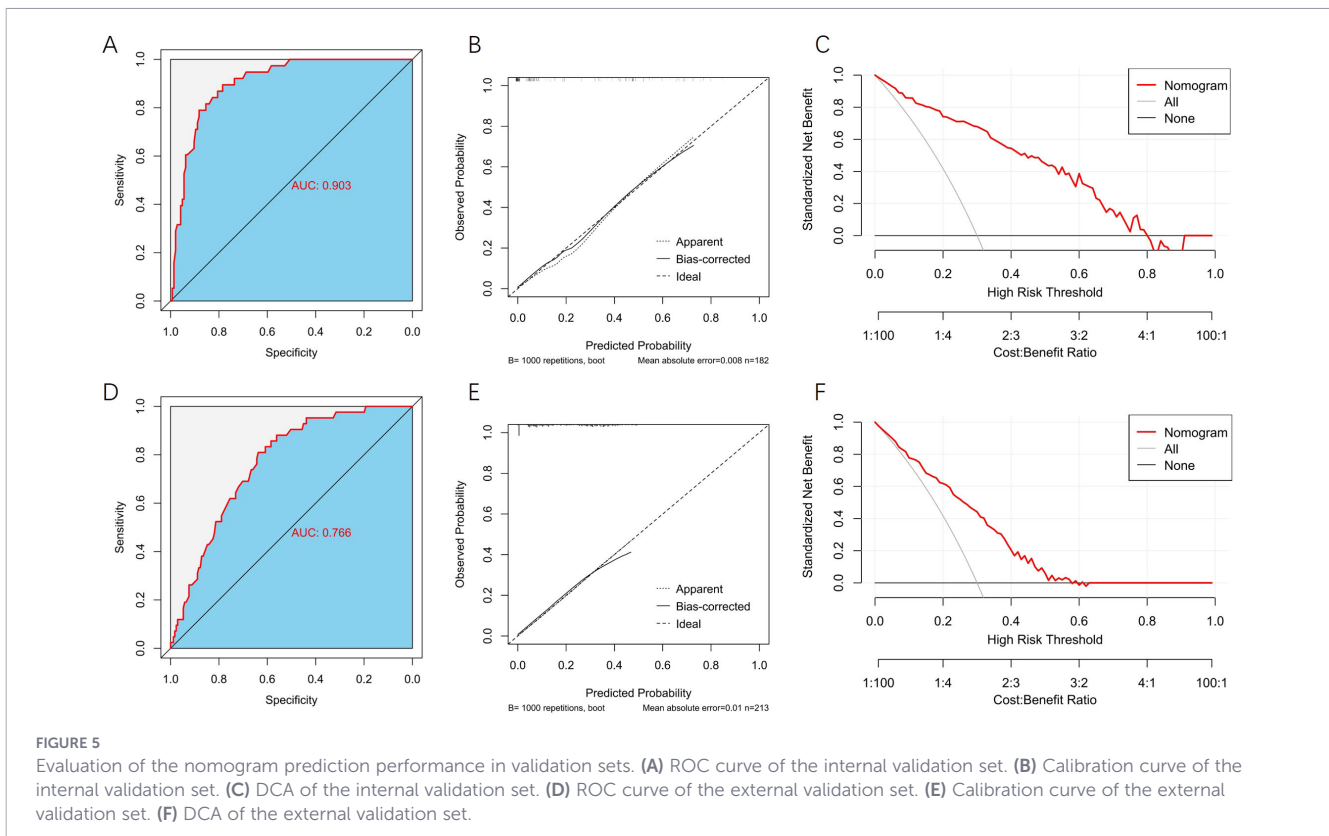 A
1.0
0.8
0.6
0.4
0.2
0.0
Sensitivity
AUC: 0.903
1.0 0.8 0.6 0.4 0.2 0.0
Specificity
B
1.0
0.8
0.6
0.4
0.2
0.0
Observed Probability
Apparent
Bias-corrected
Ideal
0.0 0.2 0.4 0.6 0.8 1.0
Predicted Probability
B= 1000 repetitions, boot Mean absolute error=0.008 n=182
C
1.0
0.8
0.6
0.4
0.2
0.0
Standardized Net Benefit
Nomogram
All
None
0.0 0.2 0.4 0.6 0.8 1.0
High Risk Threshold
1:100 1:4 2:3 3:2 4:1 100:1
Cost:Benefit Ratio
D
1.0
0.8
0.6
0.4
0.2
0.0
Sensitivity
AUC: 0.766
1.0 0.8 0.6 0.4 0.2 0.0
Specificity
E
1.0
0.8
0.6
0.4
0.2
0.0
Observed Probability
Apparent
Bias-corrected
Ideal
0.0 0.2 0.4 0.6 0.8 1.0
Predicted Probability
B= 1000 repetitions, boot Mean absolute error=0.01 n=213
F
1.0
0.8
0.6
0.4
0.2
0.0
Standardized Net Benefit
Nomogram
All
None
0.0 0.2 0.4 0.6 0.8 1.0
High Risk Threshold
1:100 1:4 2:3 3:2 4:1 100:1
Cost:Benefit Ratio
FIGURE 5
Evaluation of the nomogram prediction performance in validation sets. (A) ROC curve of the internal validation set. (B) Calibration curve of the
internal validation set. (C) DCA of the internal validation set. (D) ROC curve of the external validation set. (E) Calibration curve of the external
validation set. (F) DCA of the external validation set.